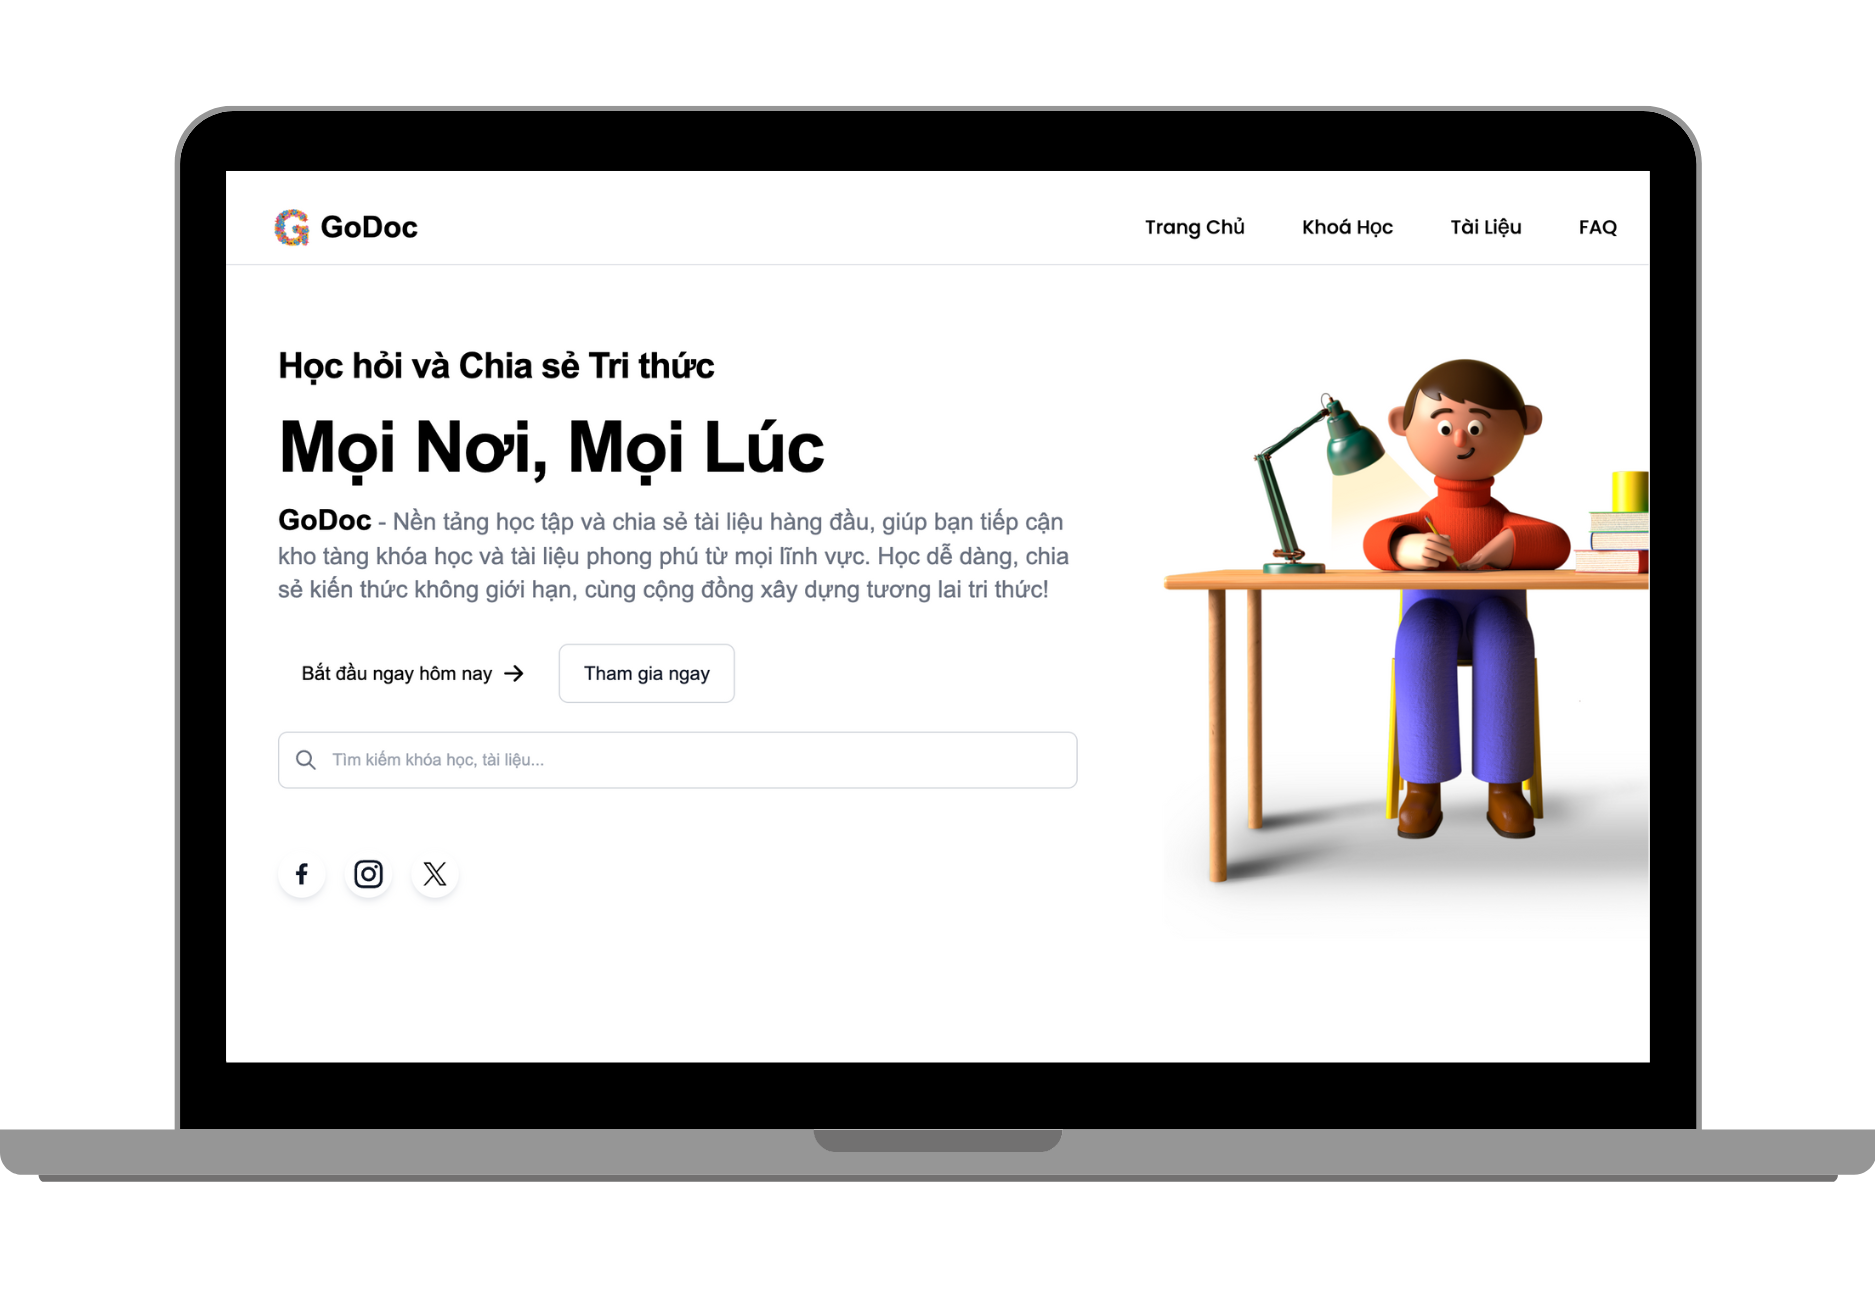 GoDoc
Trang Chủ Khoá Học Tài Liệu FAQ
Học hỏi và Chia sẻ Tri thức
Mọi Nơi, Mọi Lúc
GoDoc - Nền tảng học tập và chia sẻ tài liệu hàng đầu, giúp bạn tiếp cận
kho tàng khóa học và tài liệu phong phú từ mọi lĩnh vực. Học dễ dàng, chia
sẻ kiến thức không giới hạn, cùng cộng đồng xây dựng tương lai tri thức!
Bắt đầu ngay hôm nay → Tham gia ngay
Tìm kiếm khóa học, tài liệu...